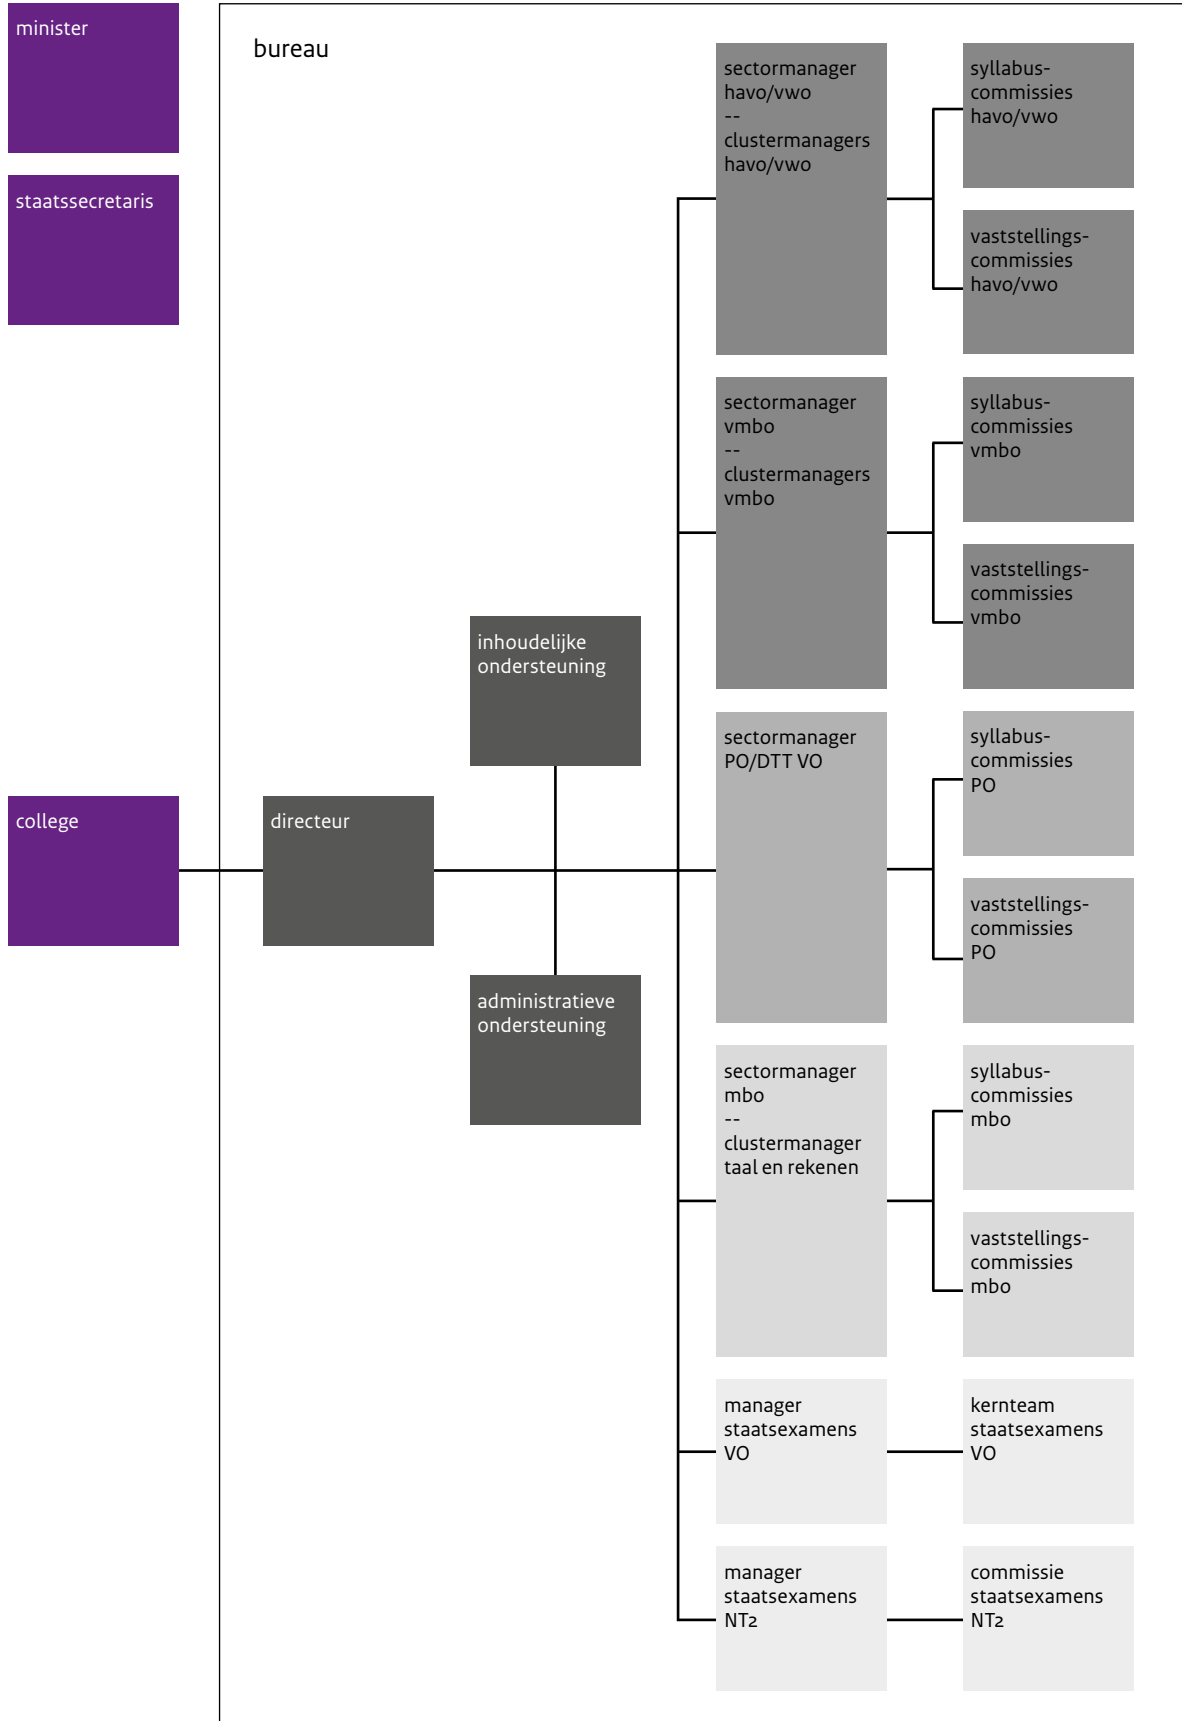 minister
staatssecretaris
college
bureau
directeur
inhoudelijke
ondersteuning
administratieve
ondersteuning
sectormanager
havo/vwo
--
clustermanagers
havo/vwo
syllabus-
commissies
havo/vwo
vaststellings-
commissies
havo/vwo
sectormanager
vmbo
--
clustermanagers
vmbo
syllabus-
commissies
vmbo
vaststellings-
commissies
vmbo
sectormanager
PO/DTT VO
syllabus-
commissies
PO
vaststellings-
commissies
PO
sectormanager
mbo
--
clustermanager
taal en rekenen
syllabus-
commissies
mbo
vaststellings-
commissies
mbo
manager
staatsexamens
VO
kernteam
staatsexamens
VO
manager
staatsexamens
NT2
commissie
staatsexamens
NT2